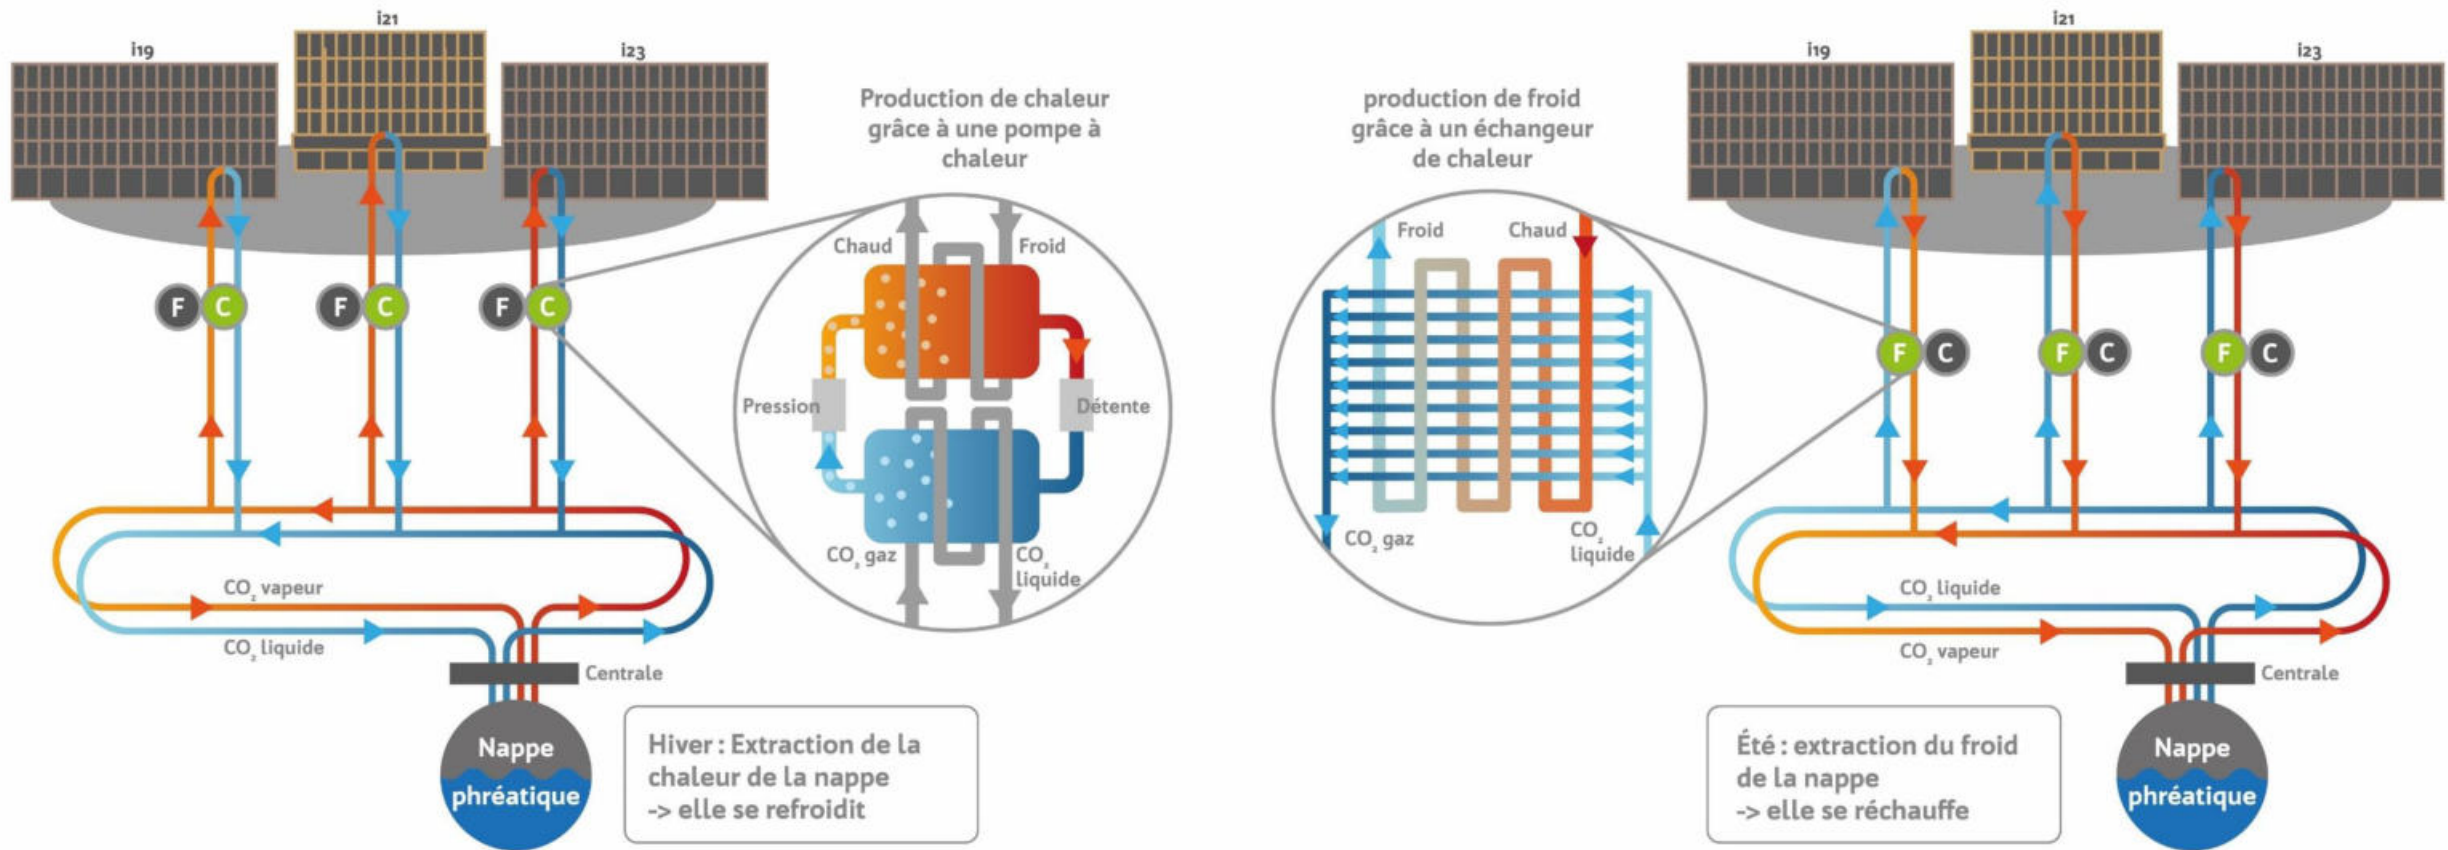 i19
i21
i23
Production de chaleur
grâce à une pompe à
chaleur
Chaud
Froid
F
C
F
C
F
C
Pression
Détente
CO₂ gaz
CO₂
liquide
CO₂ vapeur
CO₂ liquide
Centrale
Nappe
phréatique
Hiver : Extraction de la
chaleur de la nappe
-> elle se refroidit
production de froid
grâce à un échangeur
de chaleur
Froid
Chaud
CO₂ gaz
CO₂
liquide
i19
i21
i23
F
C
F
C
F
C
CO₂ liquide
CO₂ vapeur
Centrale
Nappe
phréatique
Été : extraction du froid
de la nappe
-> elle se réchauffe